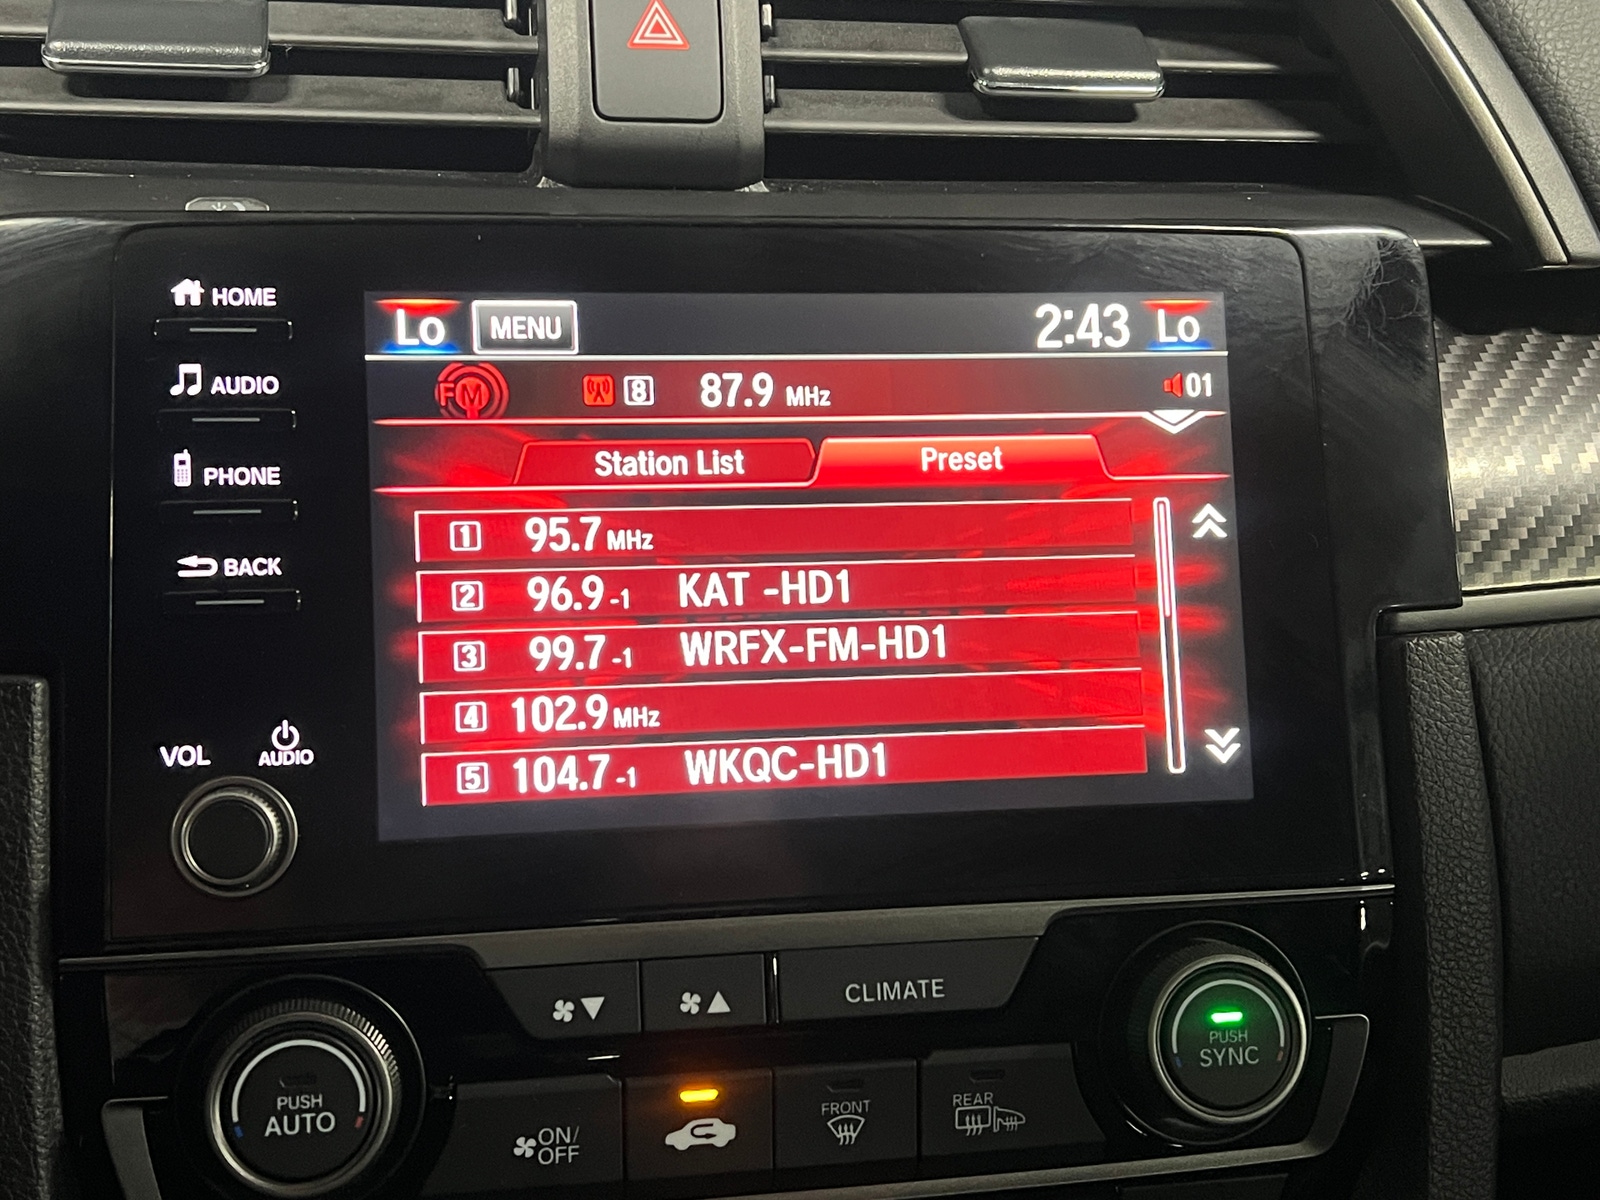 HOME
AUDIO
PHONE
BACK
VOL
AUDIO
Lo MENU 2:43 Lo
FM 8 87.9 MHz 01
Station List Preset
1 95.7 MHz
2 96.9 -1 KAT -HD1
3 99.7 -1 WRFX-FM-HD1
4 102.9 MHz
5 104.7 -1 WKQC-HD1
CLIMATE
PUSH
SYNC
PUSH
AUTO
ON/
OFF
FRONT
REAR